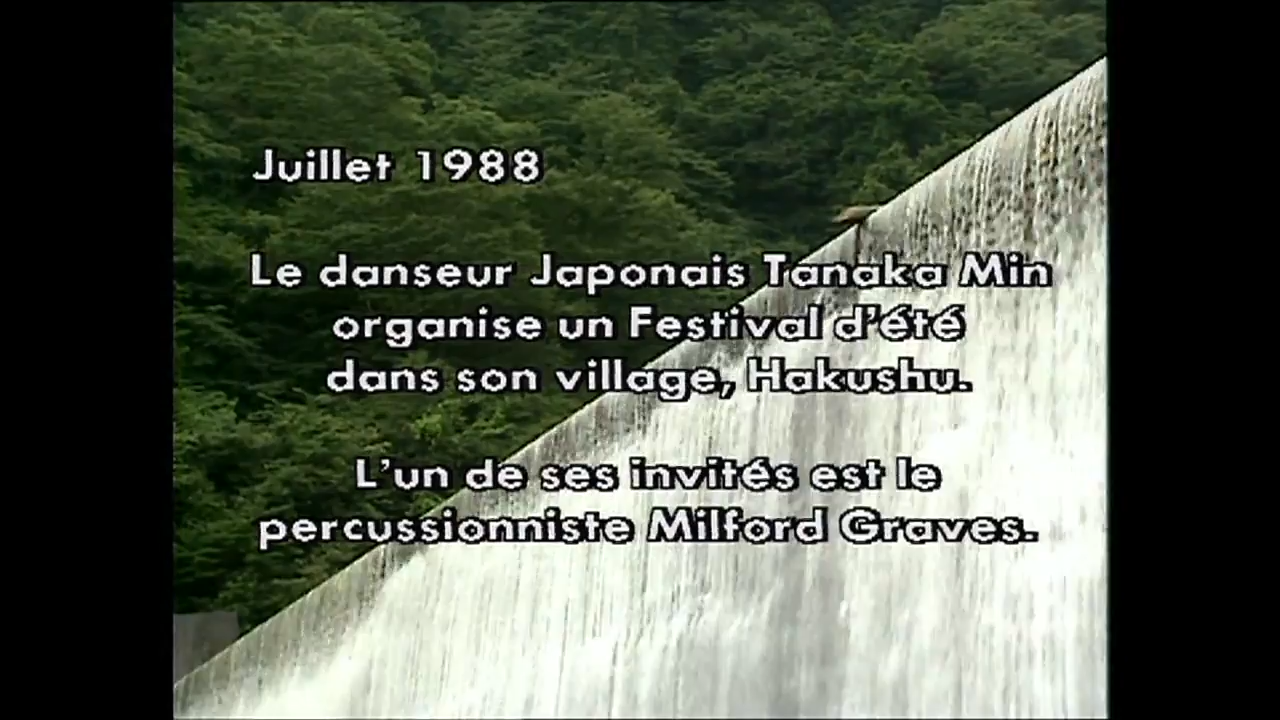 Juillet 1988
Le danseur Japonais Tanaka Min
organise un Festival d'été
dans son village, Hakushu.
L'un de ses invités est le
percussionniste Milford Graves.